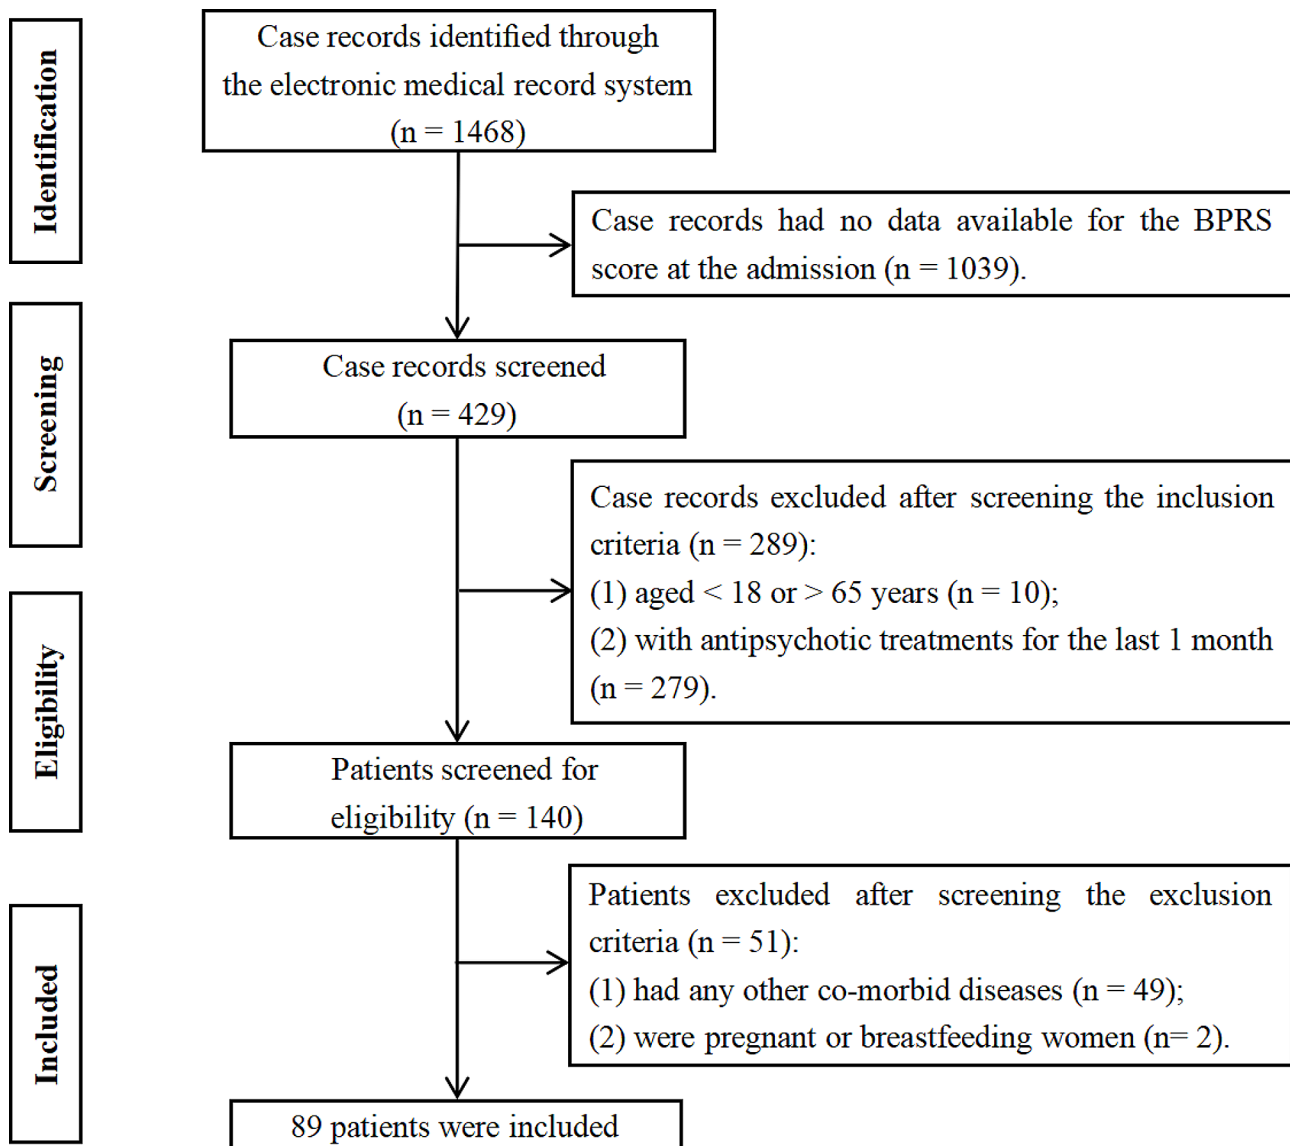 Identification
Case records identified through
the electronic medical record system
(n = 1468)
Case records had no data available for the BPRS
score at the admission (n = 1039).
Screening
Case records screened
(n = 429)
Case records excluded after screening the inclusion
criteria (n = 289):
(1) aged < 18 or > 65 years (n = 10);
(2) with antipsychotic treatments for the last 1 month
(n = 279).
Eligibility
Patients screened for
eligibility (n = 140)
Patients excluded after screening the exclusion
criteria (n = 51):
(1) had any other co-morbid diseases (n = 49);
(2) were pregnant or breastfeeding women (n= 2).
Included
89 patients were included